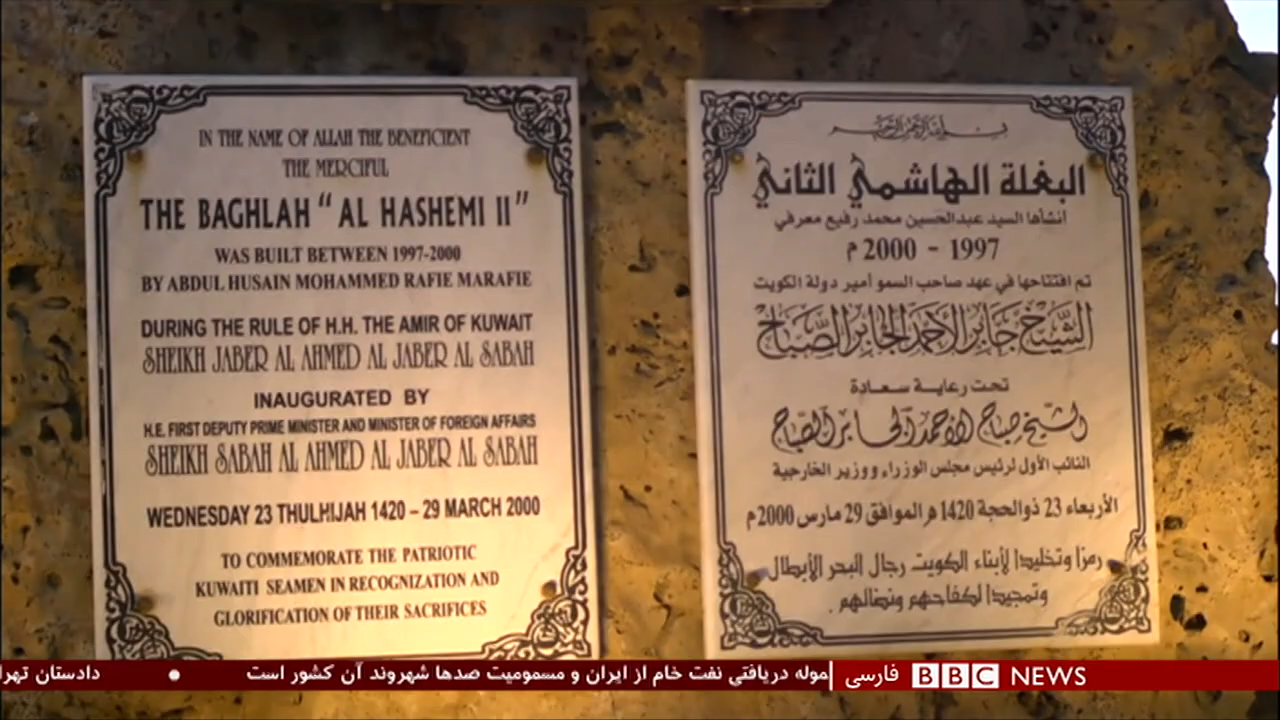 IN THE NAME OF ALLAH THE BENEFICIENT
THE MERCIFUL
THE BAGHLAH "AL HASHEMI II"
WAS BUILT BETWEEN 1997-2000
BY ABDUL HUSAIN MOHAMMED RAFIE MARAFIE
DURING THE RULE OF H.H. THE AMIR OF KUWAIT
SHEIKH JABER AL AHMED AL JABER AL SABAH
INAUGURATED BY
H.E. FIRST DEPUTY PRIME MINISTER AND MINISTER OF FOREIGN AFFAIRS
SHEIKH SABAH AL AHMED AL JABER AL SABAH
WEDNESDAY 23 THULHIJAH 1420 – 29 MARCH 2000
TO COMMEMORATE THE PATRIOTIC
KUWAITI SEAMEN IN RECOGNIZATION AND
GLORIFICATION OF THEIR SACRIFICES
بسم الله الرحمن الرحيم
البغلة الهاشمي الثاني
أنشأها السيد عبدالحسين محمد رفيع معرفي
1997 - 2000 م
تم افتتاحها في عهد صاحب السمو أمير دولة الكويت
الشيخ جابر الأحمد الجابر الصباح
تحت رعاية سعادة
الشيخ صباح الأحمد الجابر الصباح
النائب الأول لرئيس مجلس الوزراء ووزير الخارجية
الأربعاء 23 ذوالحجة 1420 هـ الموافق 29 مارس 2000م
رمزا وتخليدا لأبناء الكويت رجال البحر الأبطال
وتمجيدا لكفاحهم ونضالهم .
BBC NEWS فارسی
موله دریافتی نفت خام از ایران و مسمومیت صدها شهروند آن کشور است • دادستان تهرا